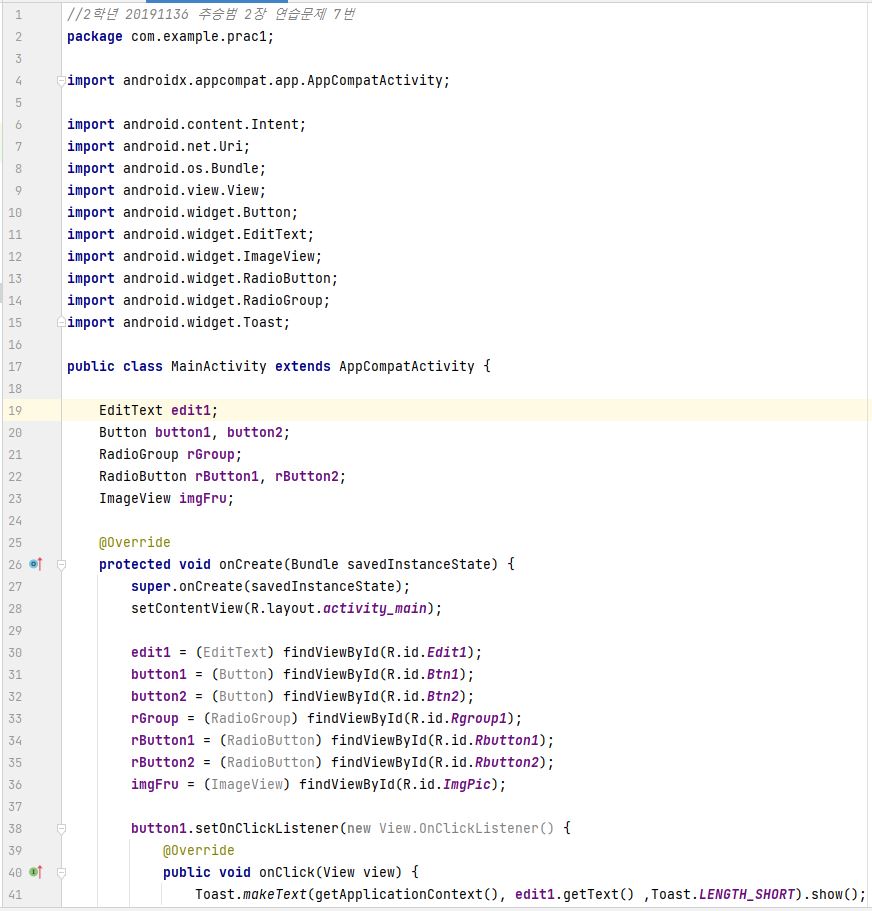 1 //2학년 20191136 추승범 2장 연습문제 7번
2 package com.example.prac1;
3
4 import androidx.appcompat.app.AppCompatActivity;
5
6 import android.content.Intent;
7 import android.net.Uri;
8 import android.os.Bundle;
9 import android.view.View;
10 import android.widget.Button;
11 import android.widget.EditText;
12 import android.widget.ImageView;
13 import android.widget.RadioButton;
14 import android.widget.RadioGroup;
15 import android.widget.Toast;
16
17 public class MainActivity extends AppCompatActivity {
18
19 EditText edit1;
20 Button button1, button2;
21 RadioGroup rGroup;
22 RadioButton rButton1, rButton2;
23 ImageView imgFru;
24
25 @Override
26 protected void onCreate(Bundle savedInstanceState) {
27 super.onCreate(savedInstanceState);
28 setContentView(R.layout.activity_main);
29
30 edit1 = (EditText) findViewById(R.id.Edit1);
31 button1 = (Button) findViewById(R.id.Btn1);
32 button2 = (Button) findViewById(R.id.Btn2);
33 rGroup = (RadioGroup) findViewById(R.id.Rgroup1);
34 rButton1 = (RadioButton) findViewById(R.id.Rbutton1);
35 rButton2 = (RadioButton) findViewById(R.id.Rbutton2);
36 imgFru = (ImageView) findViewById(R.id.ImgPic);
37
38 button1.setOnClickListener(new View.OnClickListener() {
39 @Override
40 public void onClick(View view) {
41 Toast.makeText(getApplicationContext(), edit1.getText() ,Toast.LENGTH_SHORT).show();